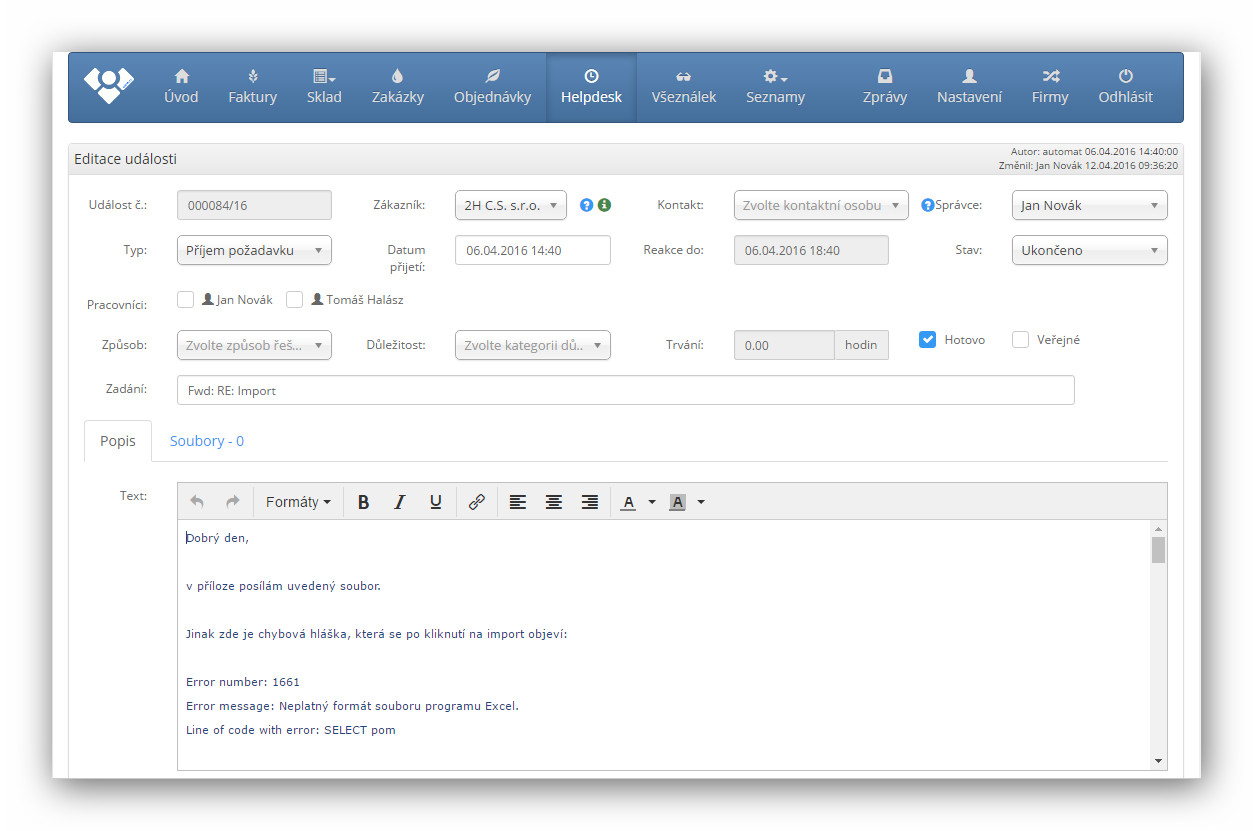 Úvod Faktury Sklad Zakázky Objednávky Helpdesk Všeználek Seznamy Zprávy Nastavení Firmy Odhlásit
Editace události
Autor: automat 06.04.2016 14:40:00
Změnil: Jan Novák 12.04.2016 09:36:20
Událost č.: 000084/16 Zákazník: 2H C.S. s.r.o. Kontakt: Zvolte kontaktní osobu Správce: Jan Novák
Typ: Příjem požadavku Datum přijetí: 06.04.2016 14:40 Reakce do: 06.04.2016 18:40 Stav: Ukončeno
Pracovníci: Jan Novák Tomáš Halász
Způsob: Zvolte způsob řeš... Důležitost: Zvolte kategorii dů.. Trvání: 0.00 hodin Hotovo Veřejné
Zadání: Fwd: RE: Import
Popis Soubory - 0
Text: Formáty B I U A A
Dobrý den,
v příloze posílám uvedený soubor.
Jinak zde je chybová hláška, která se po kliknutí na import objeví:
Error number: 1661
Error message: Neplatný formát souboru programu Excel.
Line of code with error: SELECT pom